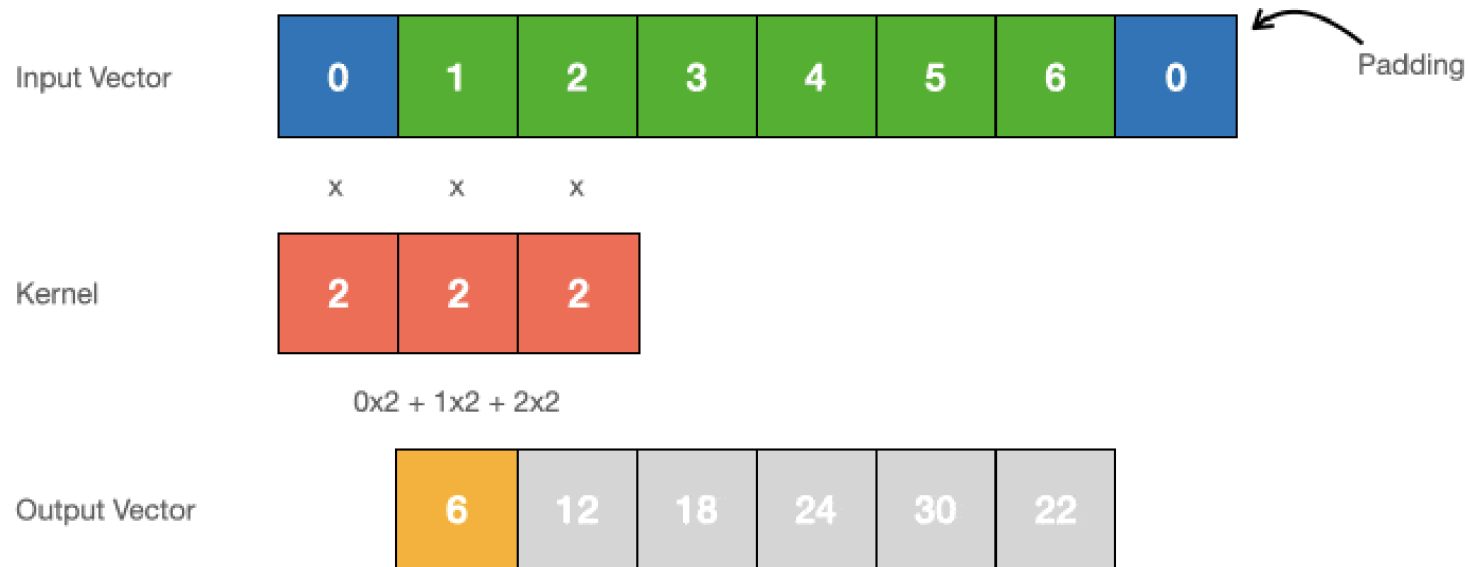 Input Vector 0 1 2 3 4 5 6 0 Padding
x x x
Kernel 2 2 2
0x2 + 1x2 + 2x2
Output Vector 6 12 18 24 30 22